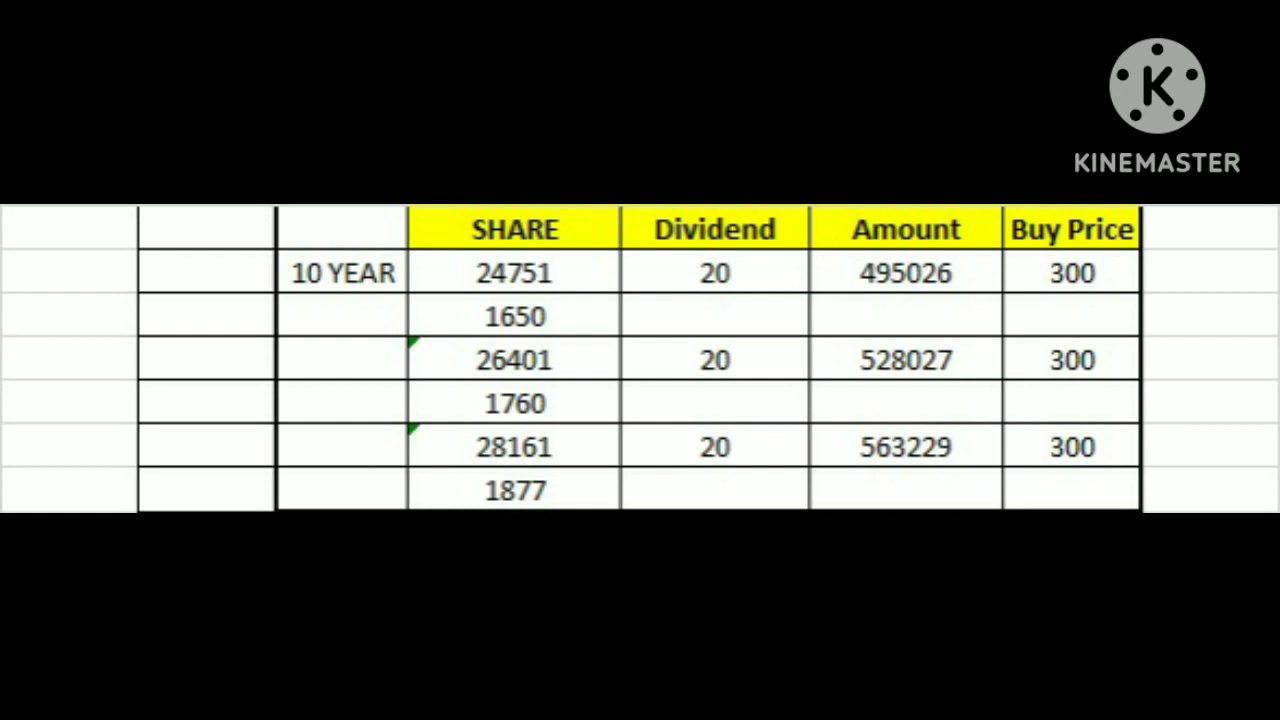 K
KINEMASTER
SHARE Dividend Amount Buy Price
10 YEAR 24751 20 495026 300
1650
26401 20 528027 300
1760
28161 20 563229 300
1877